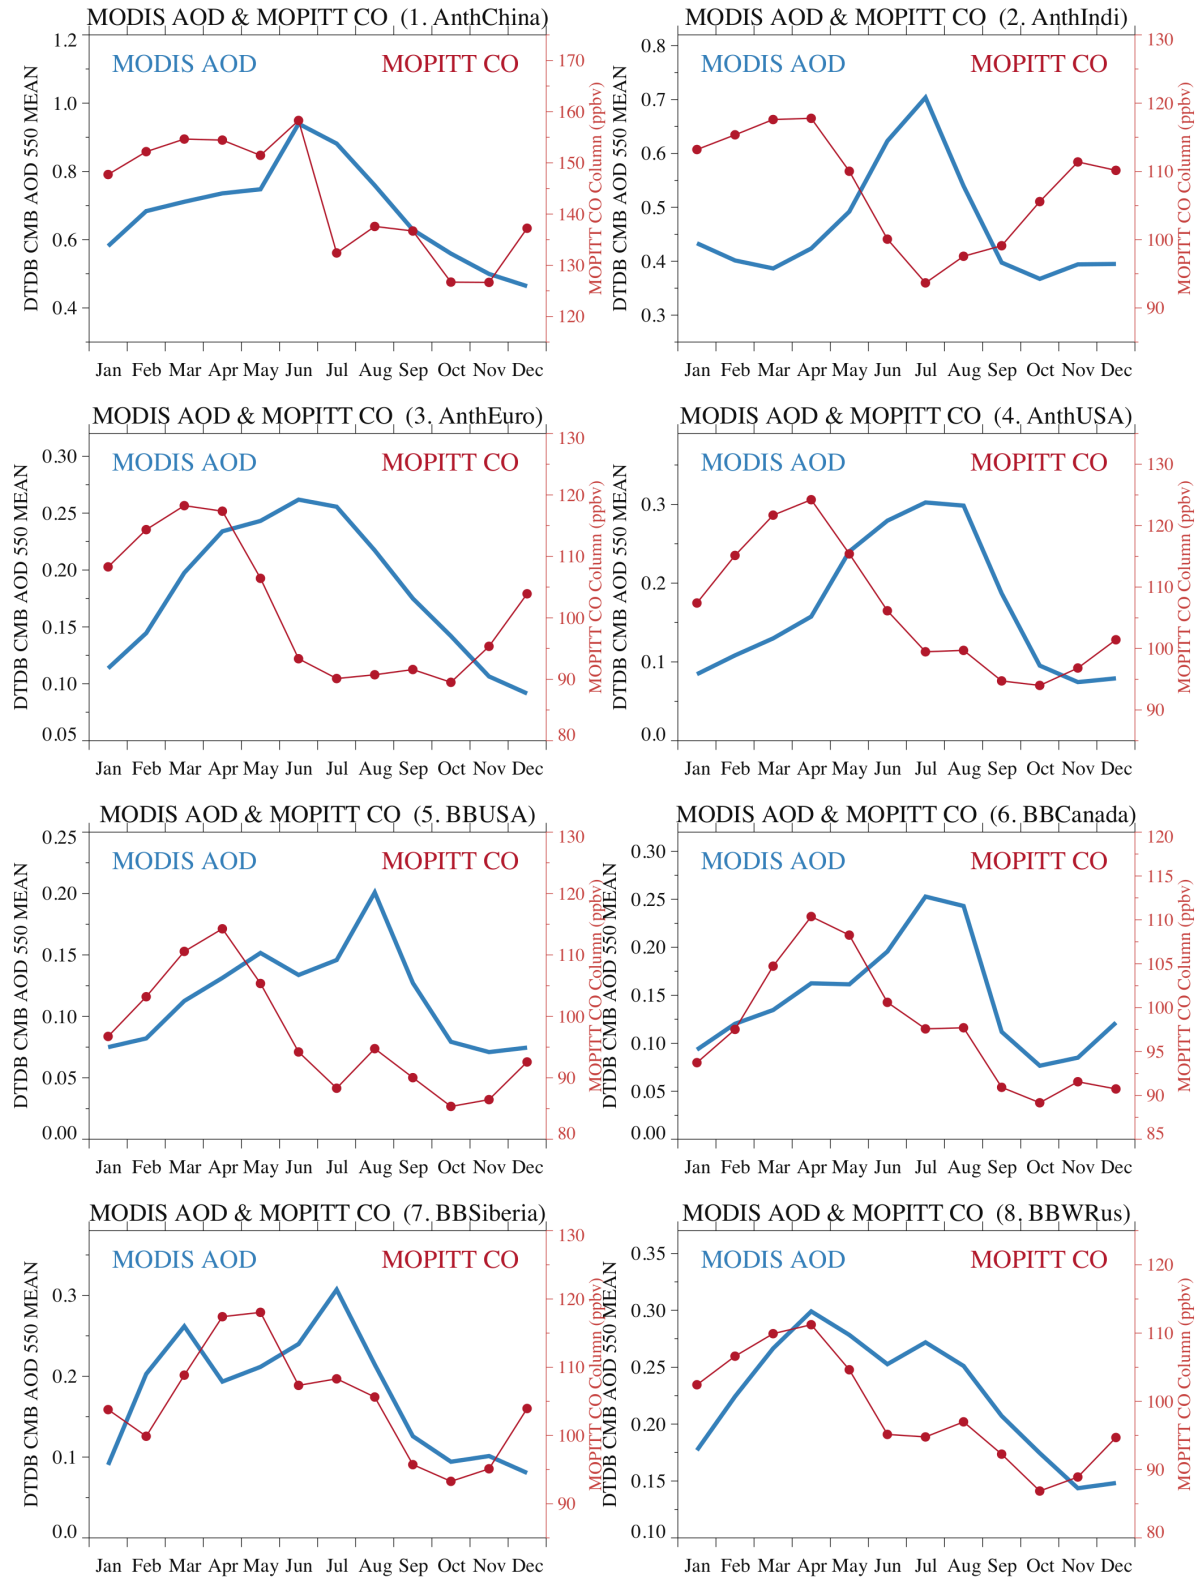 MODIS AOD & MOPITT CO (1. AnthChina)
MODIS AOD
MOPITT CO
DTDB CMB AOD 550 MEAN
1.2
1.0
0.8
0.6
0.4
170
160
150
140
130
120
MOPITT CO Column (ppbv)
Jan Feb Mar Apr May Jun Jul Aug Sep Oct Nov Dec
MODIS AOD & MOPITT CO (2. AnthIndi)
MODIS AOD
MOPITT CO
DTDB CMB AOD 550 MEAN
0.8
0.7
0.6
0.5
0.4
0.3
130
120
110
100
90
MOPITT CO Column (ppbv)
Jan Feb Mar Apr May Jun Jul Aug Sep Oct Nov Dec
MODIS AOD & MOPITT CO (3. AnthEuro)
MODIS AOD
MOPITT CO
DTDB CMB AOD 550 MEAN
0.30
0.25
0.20
0.15
0.10
0.05
130
120
110
100
90
80
MOPITT CO Column (ppbv)
Jan Feb Mar Apr May Jun Jul Aug Sep Oct Nov Dec
MODIS AOD & MOPITT CO (4. AnthUSA)
MODIS AOD
MOPITT CO
DTDB CMB AOD 550 MEAN
0.3
0.2
0.1
0.0
130
120
110
100
90
MOPITT CO Column (ppbv)
Jan Feb Mar Apr May Jun Jul Aug Sep Oct Nov Dec
MODIS AOD & MOPITT CO (5. BBUSA)
MODIS AOD
MOPITT CO
DTDB CMB AOD 550 MEAN
0.25
0.20
0.15
0.10
0.05
0.00
130
120
110
100
90
80
MOPITT CO Column (ppbv)
Jan Feb Mar Apr May Jun Jul Aug Sep Oct Nov Dec
MODIS AOD & MOPITT CO (6. BBCanada)
MODIS AOD
MOPITT CO
DTDB CMB AOD 550 MEAN
0.30
0.25
0.20
0.15
0.10
0.05
0.00
120
115
110
105
100
95
90
85
MOPITT CO Column (ppbv)
Jan Feb Mar Apr May Jun Jul Aug Sep Oct Nov Dec
MODIS AOD & MOPITT CO (7. BBSiberia)
MODIS AOD
MOPITT CO
DTDB CMB AOD 550 MEAN
0.3
0.2
0.1
0.0
130
120
110
100
90
MOPITT CO Column (ppbv)
Jan Feb Mar Apr May Jun Jul Aug Sep Oct Nov Dec
MODIS AOD & MOPITT CO (8. BBWRus)
MODIS AOD
MOPITT CO
DTDB CMB AOD 550 MEAN
0.35
0.30
0.25
0.20
0.15
0.10
120
110
100
90
80
MOPITT CO Column (ppbv)
Jan Feb Mar Apr May Jun Jul Aug Sep Oct Nov Dec